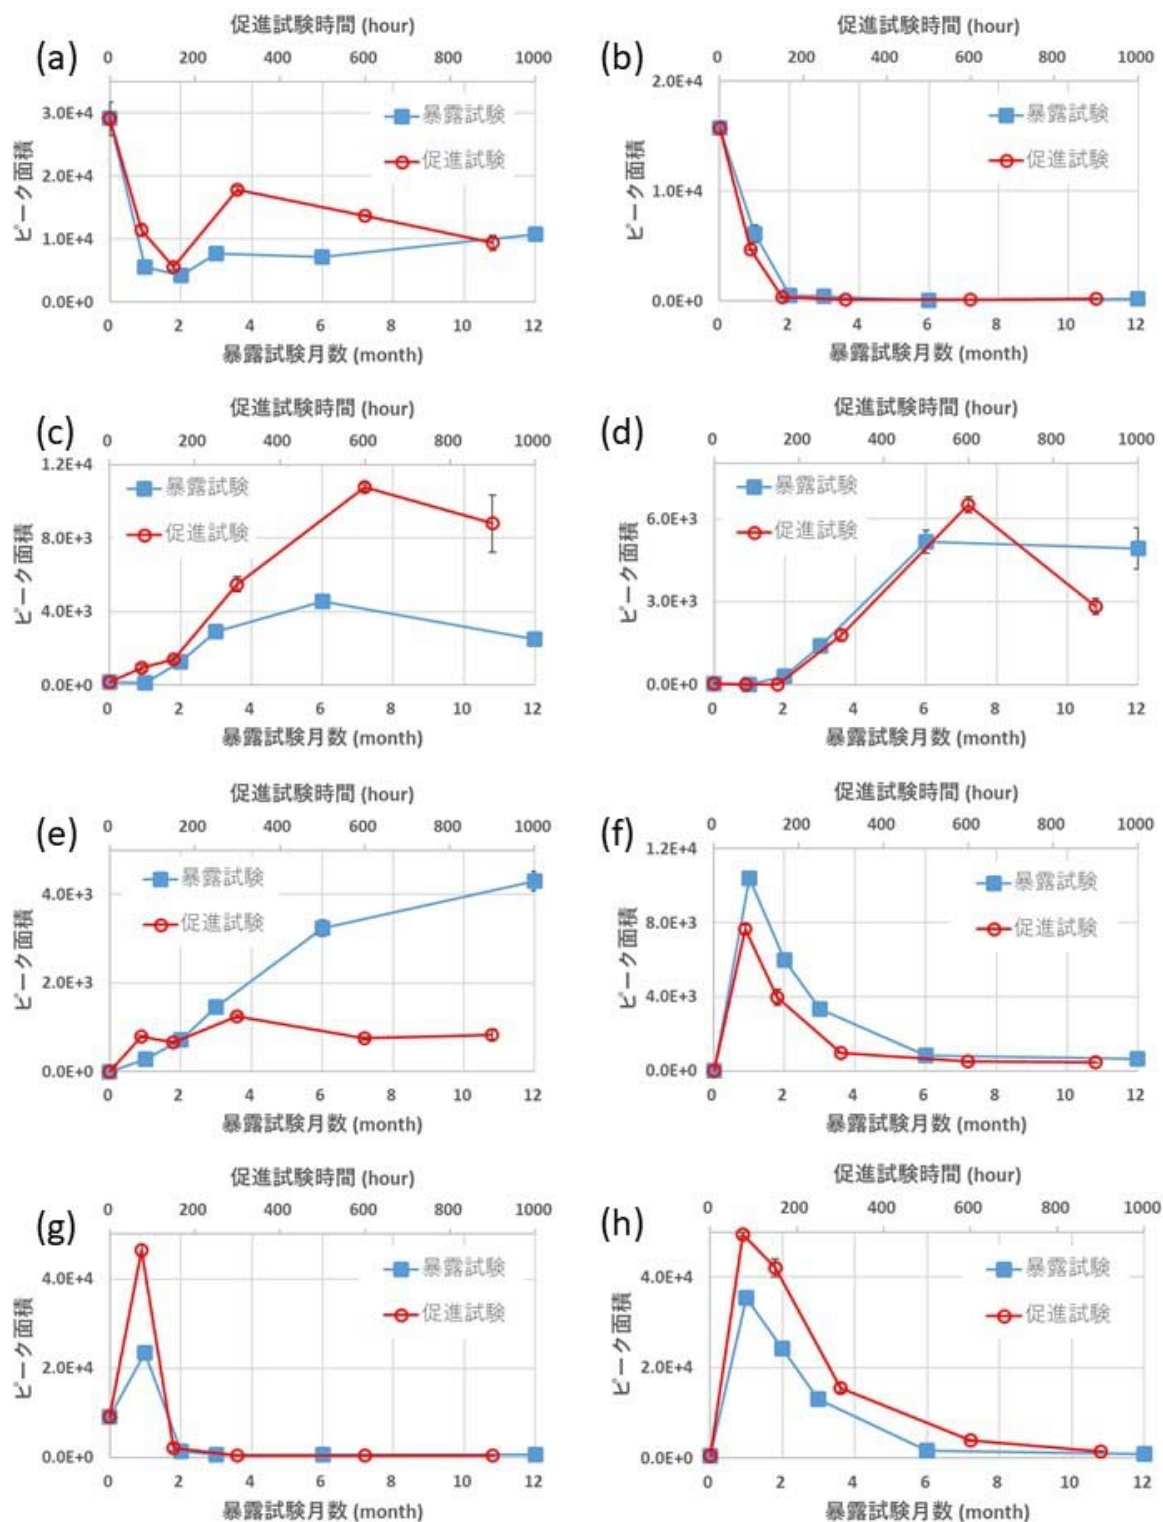 促進試験時間 (hour)
(a)
0 200 400 600 800 1000
3.0E+4
2.0E+4
1.0E+4
0.0E+0
ピーク面積
暴露試験
促進試験
0 2 4 6 8 10 12
暴露試験月数 (month)
促進試験時間 (hour)
(b)
0 200 400 600 800 1000
2.0E+4
1.0E+4
0.0E+0
ピーク面積
暴露試験
促進試験
0 2 4 6 8 10 12
暴露試験月数 (month)
促進試験時間 (hour)
(c)
0 200 400 600 800 1000
1.2E+4
8.0E+3
4.0E+3
0.0E+0
ピーク面積
暴露試験
促進試験
0 2 4 6 8 10 12
暴露試験月数 (month)
促進試験時間 (hour)
(d)
0 200 400 600 800 1000
6.0E+3
3.0E+3
0.0E+0
ピーク面積
暴露試験
促進試験
0 2 4 6 8 10 12
暴露試験月数 (month)
促進試験時間 (hour)
(e)
0 200 400 600 800 1000
4.0E+3
2.0E+3
0.0E+0
ピーク面積
暴露試験
促進試験
0 2 4 6 8 10 12
暴露試験月数 (month)
促進試験時間 (hour)
(f)
0 200 400 600 800 1000
1.2E+4
8.0E+3
4.0E+3
0.0E+0
ピーク面積
暴露試験
促進試験
0 2 4 6 8 10 12
暴露試験月数 (month)
促進試験時間 (hour)
(g)
0 200 400 600 800 1000
4.0E+4
2.0E+4
0.0E+0
ピーク面積
暴露試験
促進試験
0 2 4 6 8 10 12
暴露試験月数 (month)
促進試験時間 (hour)
(h)
0 200 400 600 800 1000
4.0E+4
2.0E+4
0.0E+0
ピーク面積
暴露試験
促進試験
0 2 4 6 8 10 12
暴露試験月数 (month)